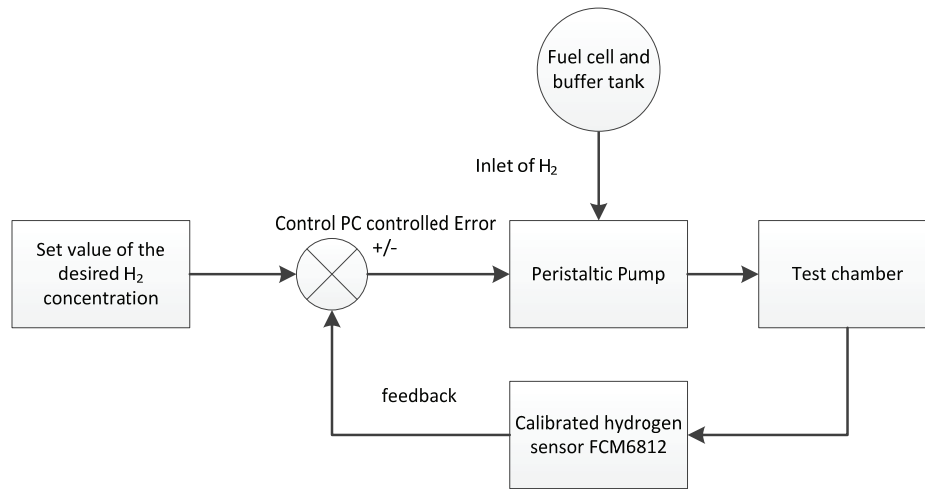 Fuel cell and
buffer tank
Inlet of H₂
Control PC controlled Error
+/-
Set value of the
desired H₂
concentration
Peristaltic Pump
Test chamber
feedback
Calibrated hydrogen
sensor FCM6812